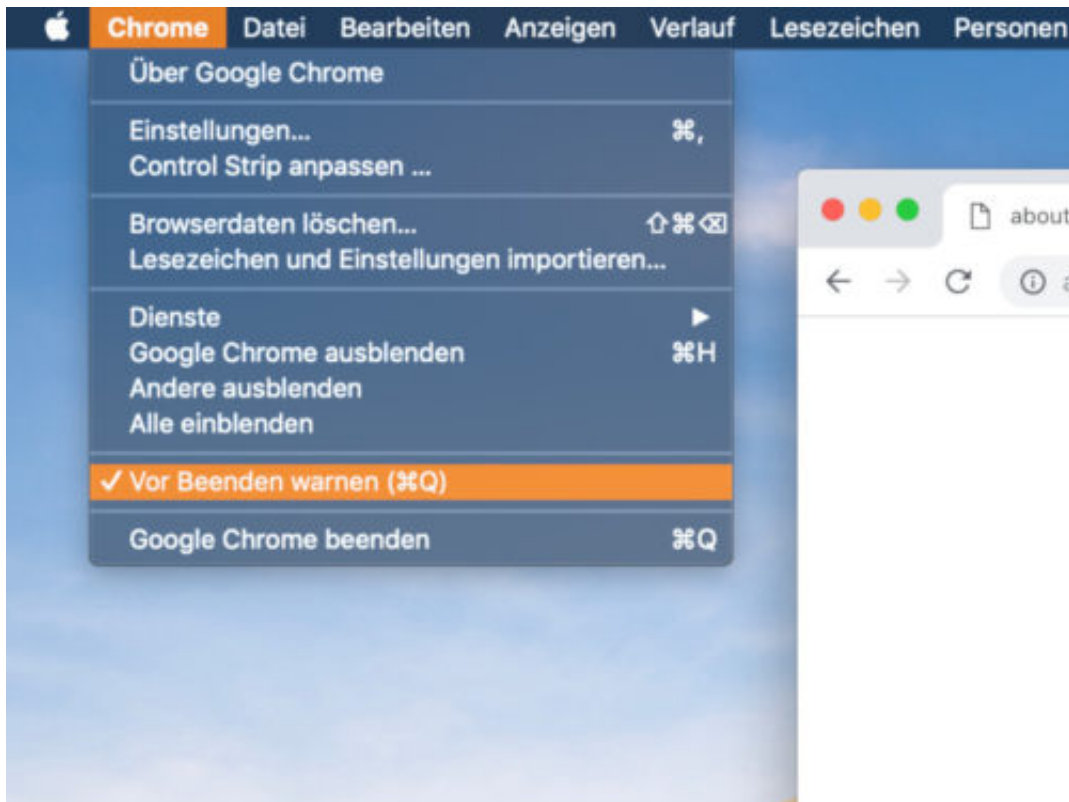 Chrome Datei Bearbeiten Anzeigen Verlauf Lesezeichen Personen
Über Google Chrome
Einstellungen... ⌘,
Control Strip anpassen ...
Browserdaten löschen... ⇧⌘⌫
Lesezeichen und Einstellungen importieren...
Dienste ▶
Google Chrome ausblenden ⌘H
Andere ausblenden
Alle einblenden
✓ Vor Beenden warnen (⌘Q)
Google Chrome beenden ⌘Q
about